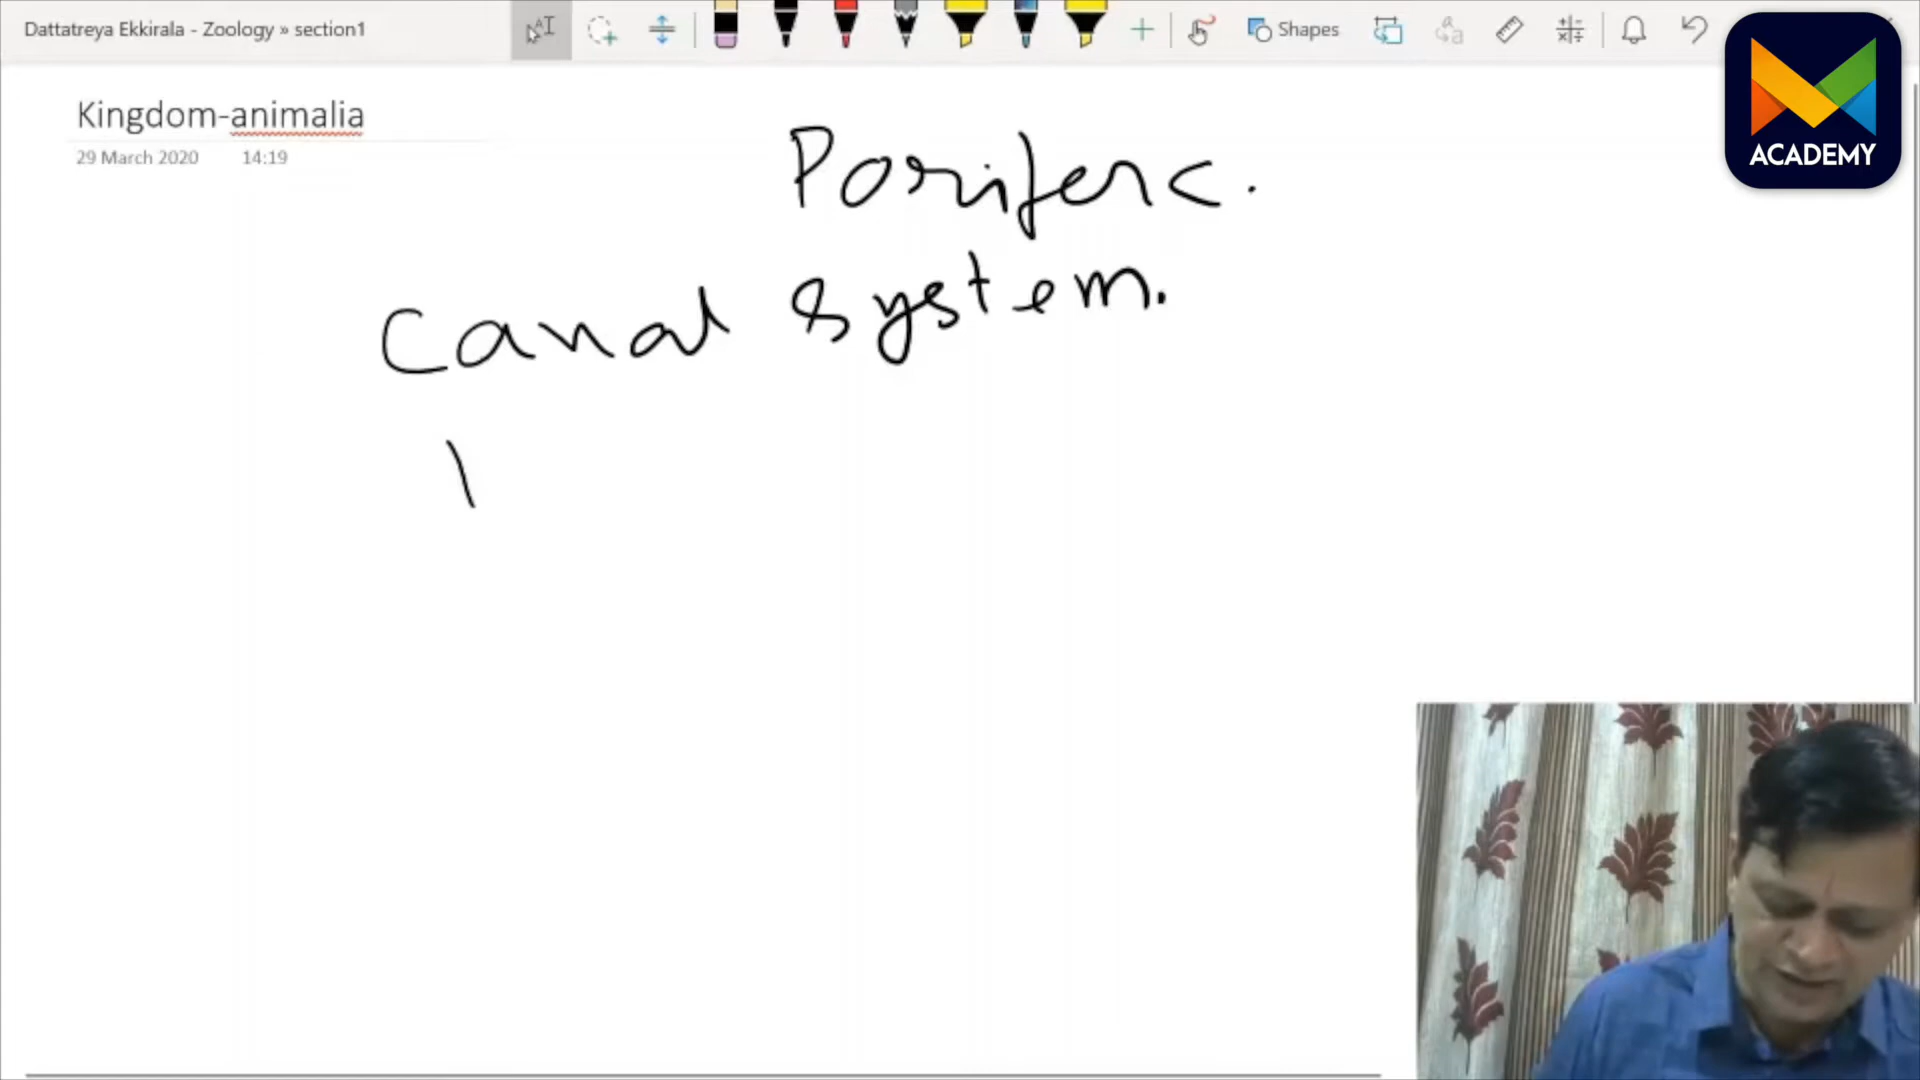 Dattatreya Ekkirala - Zoology » section1
Shapes
ACADEMY
Kingdom-animalia
29 March 2020 14:19
Porifera.
Canal system.